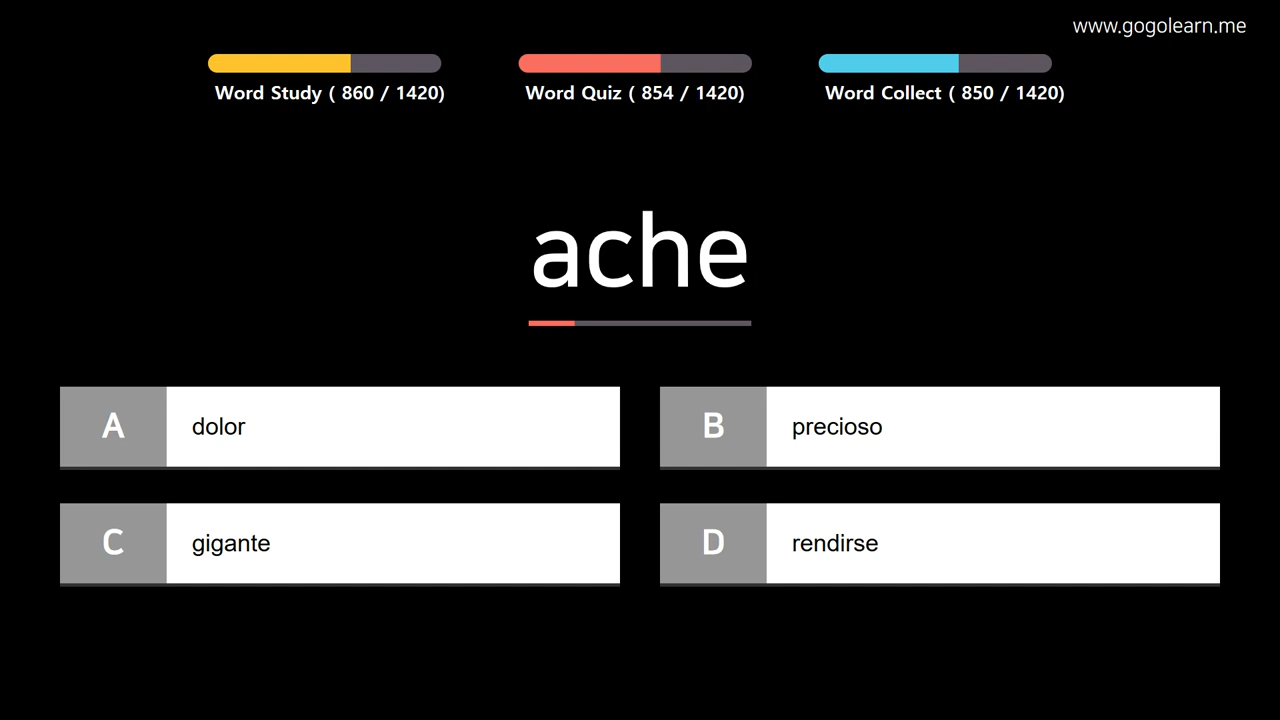 www.gogolearn.me
Word Study ( 860 / 1420)
Word Quiz ( 854 / 1420)
Word Collect ( 850 / 1420)
ache
A dolor
B precioso
C gigante
D rendirse